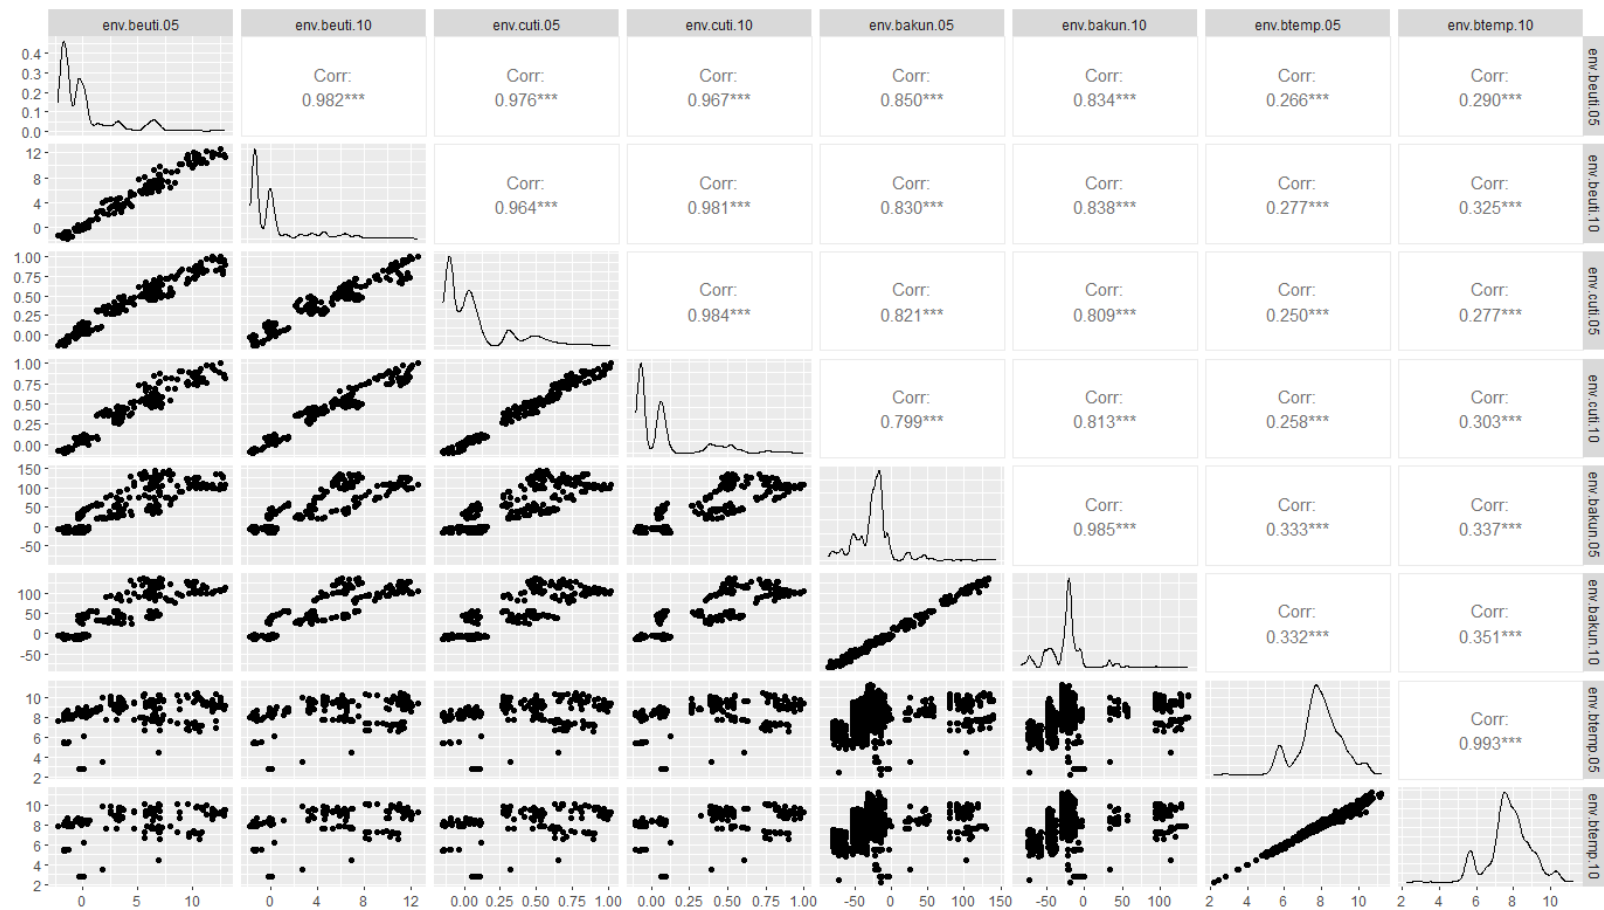 env.beuti.05 env.beuti.10 env.cuti.05 env.cuti.10 env.bakun.05 env.bakun.10 env.btemp.05 env.btemp.10
0.4
0.3
0.2
0.1
0.0
Corr: Corr: Corr: Corr: Corr: Corr: Corr:
0.982*** 0.976*** 0.967*** 0.850*** 0.834*** 0.266*** 0.290***
env.beuti.05
12
8
4
0
Corr: Corr: Corr: Corr: Corr: Corr:
0.964*** 0.981*** 0.830*** 0.838*** 0.277*** 0.325***
env.beuti.10
1.00
0.75
0.50
0.25
0.00
Corr: Corr: Corr: Corr: Corr:
0.984*** 0.821*** 0.809*** 0.250*** 0.277***
env.cuti.05
1.00
0.75
0.50
0.25
0.00
Corr: Corr: Corr: Corr:
0.799*** 0.813*** 0.258*** 0.303***
env.cuti.10
150
100
50
0
-50
Corr: Corr: Corr:
0.985*** 0.333*** 0.337***
env.bakun.05
100
50
0
-50
Corr: Corr:
0.332*** 0.351***
env.bakun.10
10
8
6
4
2
Corr:
0.993***
env.btemp.05
10
8
6
4
2
env.btemp.10
0 5 10 0 4 8 12 0.00 0.25 0.50 0.75 1.00 0.00 0.25 0.50 0.75 1.00 -50 0 50 100 150 -50 0 50 100 2 4 6 8 10 2 4 6 8 10